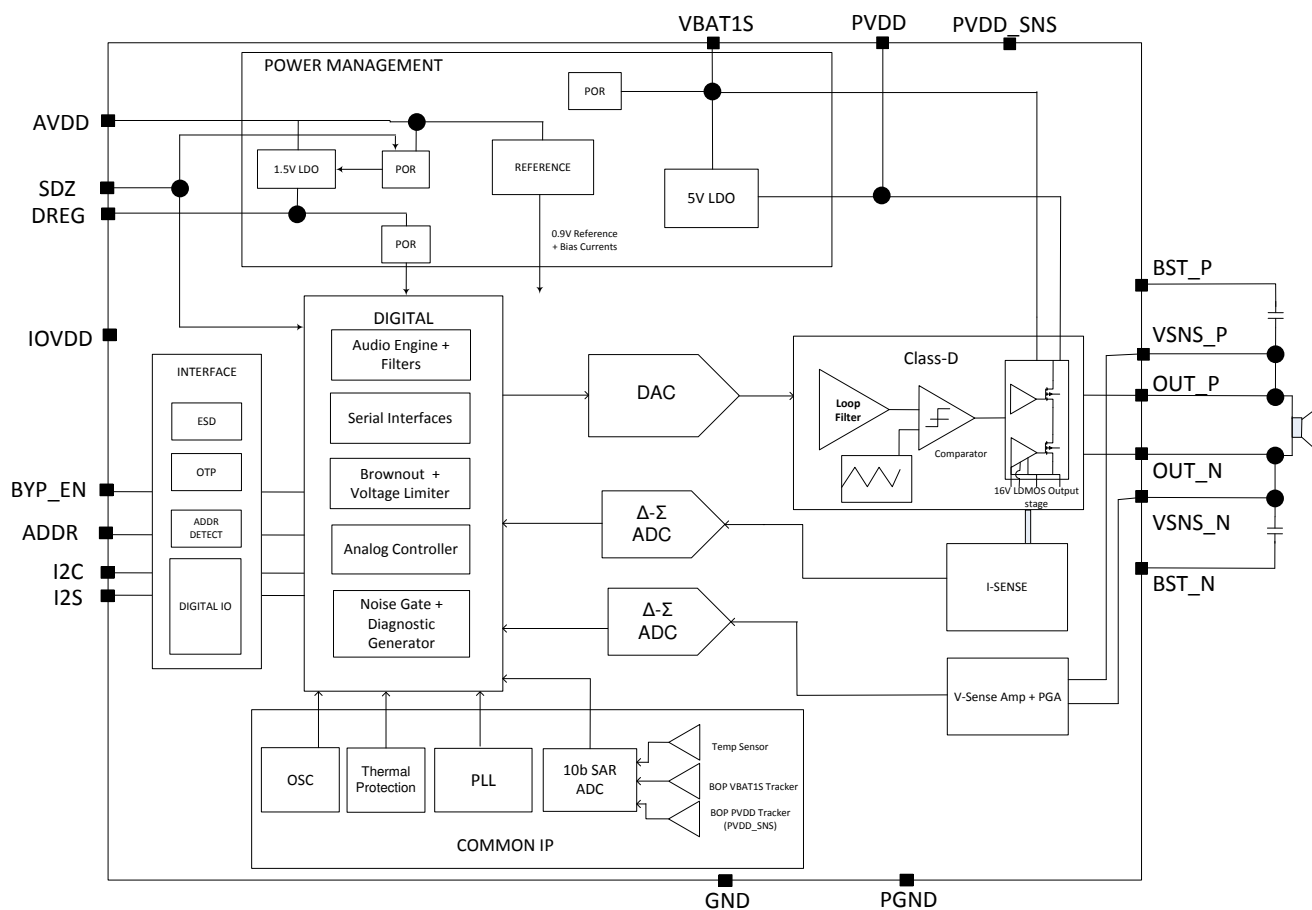 VBAT1S
PVDD
PVDD_SNS
POWER MANAGEMENT
POR
AVDD
1.5V LDO
POR
REFERENCE
SDZ
5V LDO
DREG
POR
0.9V Reference
+ Bias Currents
BST_P
IOVDD
DIGITAL
Audio Engine +
Filters
Serial Interfaces
Brownout +
Voltage Limiter
Analog Controller
Noise Gate +
Diagnostic
Generator
INTERFACE
ESD
OTP
ADDR
DETECT
DIGITAL IO
BYP_EN
ADDR
I2C
I2S
DAC
Class-D
Loop
Filter
Comparator
16V LDMOS Output
stage
VSNS_P
OUT_P
OUT_N
VSNS_N
BST_N
Δ-Σ
ADC
I-SENSE
Δ-Σ
ADC
V-Sense Amp + PGA
OSC
Thermal
Protection
PLL
10b SAR
ADC
Temp Sensor
BOP VBAT1S Tracker
BOP PVDD Tracker
(PVDD_SNS)
COMMON IP
GND
PGND